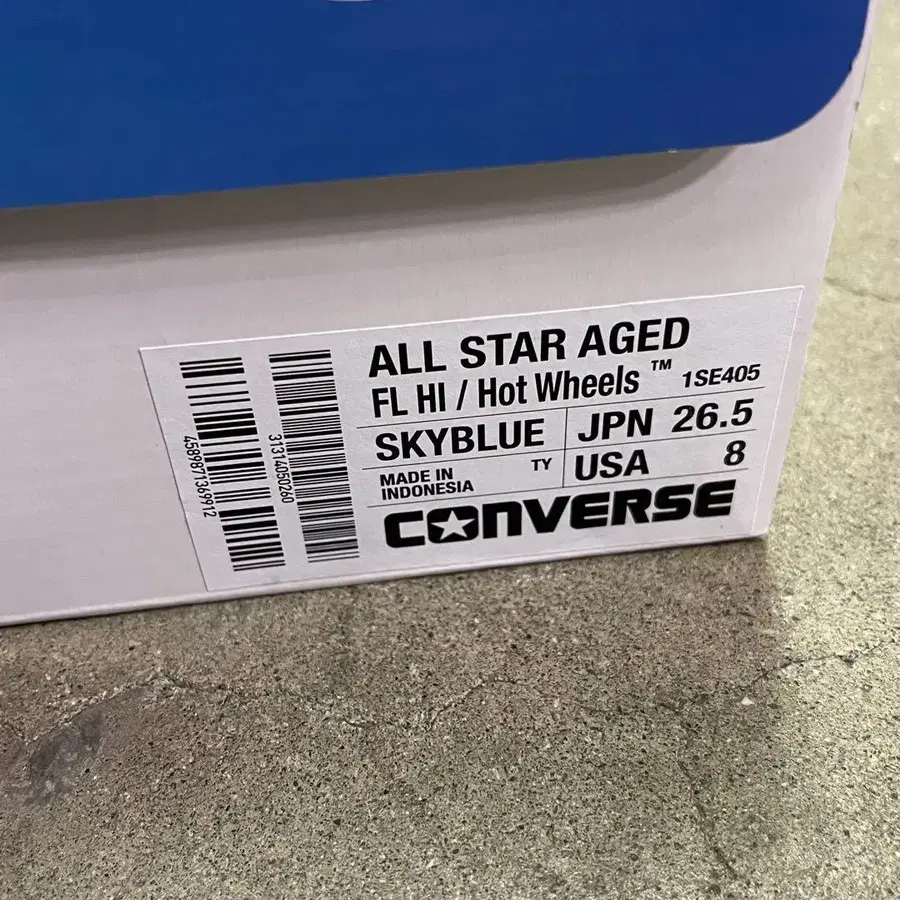 ALL STAR AGED
FL HI / Hot Wheels ™ 1SE405
SKYBLUE
JPN 26.5
MADE IN
INDONESIA
TY
USA 8
CONVERSE
4589871369912
31314050260